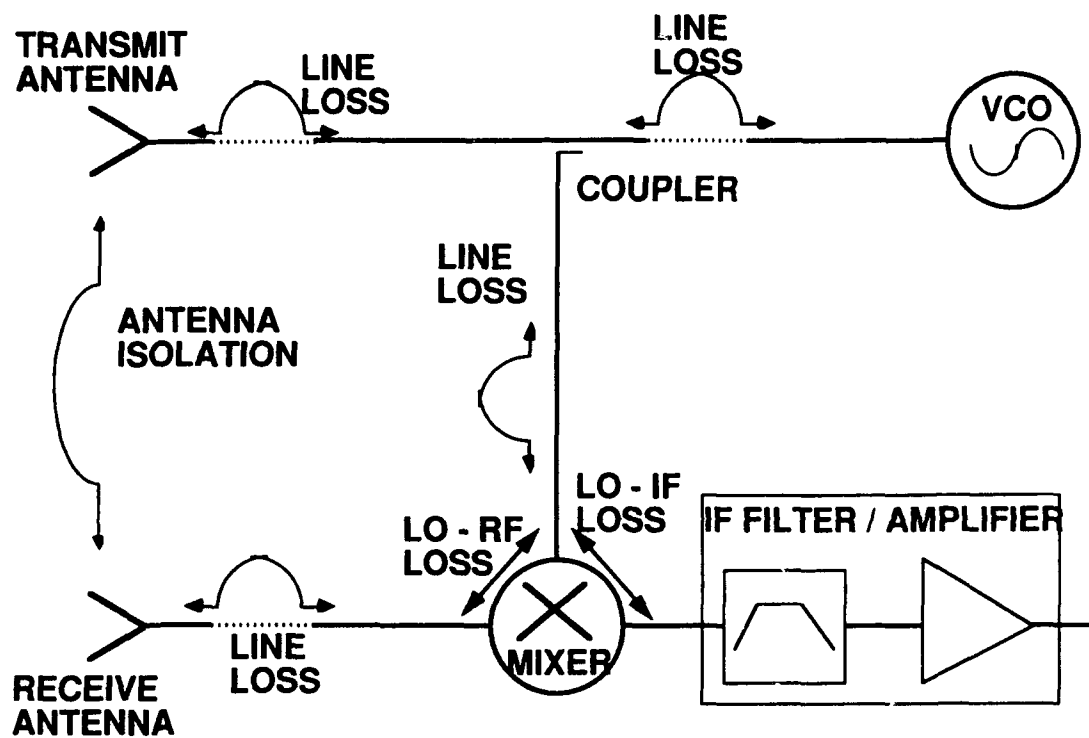 TRANSMIT
ANTENNA
LINE
LOSS
LINE
LOSS
VCO
COUPLER
LINE
LOSS
ANTENNA
ISOLATION
LO - RF
LOSS
LO - IF
LOSS
IF FILTER / AMPLIFIER
MIXER
LINE
LOSS
RECEIVE
ANTENNA